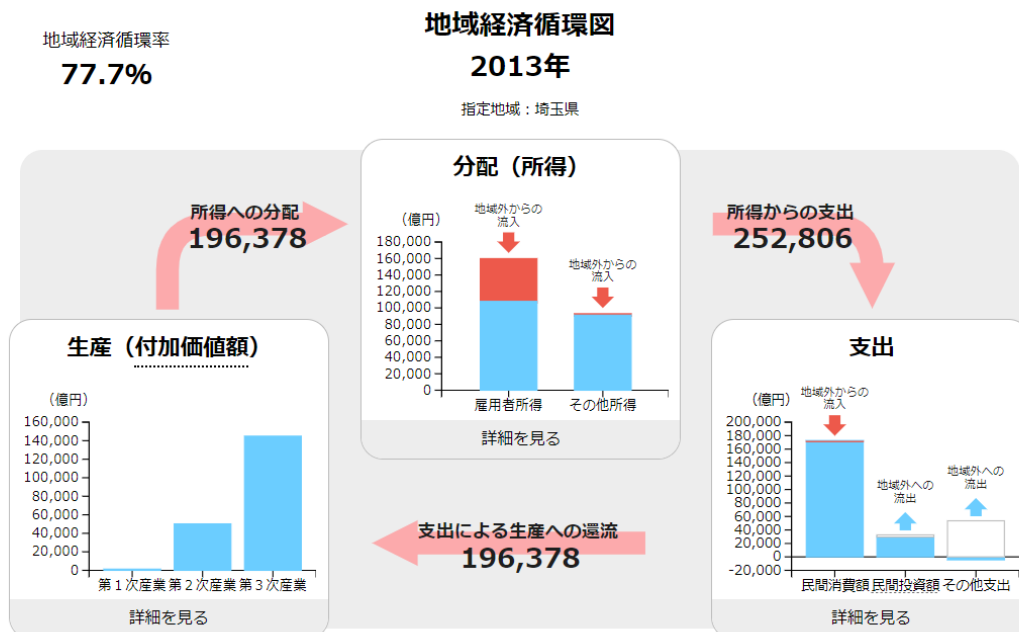 地域経済循環図
2013年
指定地域：埼玉県
地域経済循環率
77.7%
所得への分配
196,378
分配（所得）
（億円）
地域外からの
流入
地域外からの
流入
180,000
160,000
140,000
120,000
100,000
80,000
60,000
40,000
20,000
0
雇用者所得 その他所得
詳細を見る
所得からの支出
252,806
生産（付加価値額）
（億円）
160,000
140,000
120,000
100,000
80,000
60,000
40,000
20,000
0
第１次産業 第２次産業 第３次産業
詳細を見る
支出による生産への還流
196,378
支出
（億円）
地域外からの
流入
地域外への
流出
地域外への
流出
200,000
180,000
160,000
140,000
120,000
100,000
80,000
60,000
40,000
20,000
0
-20,000
民間消費額 民間投資額 その他支出
詳細を見る